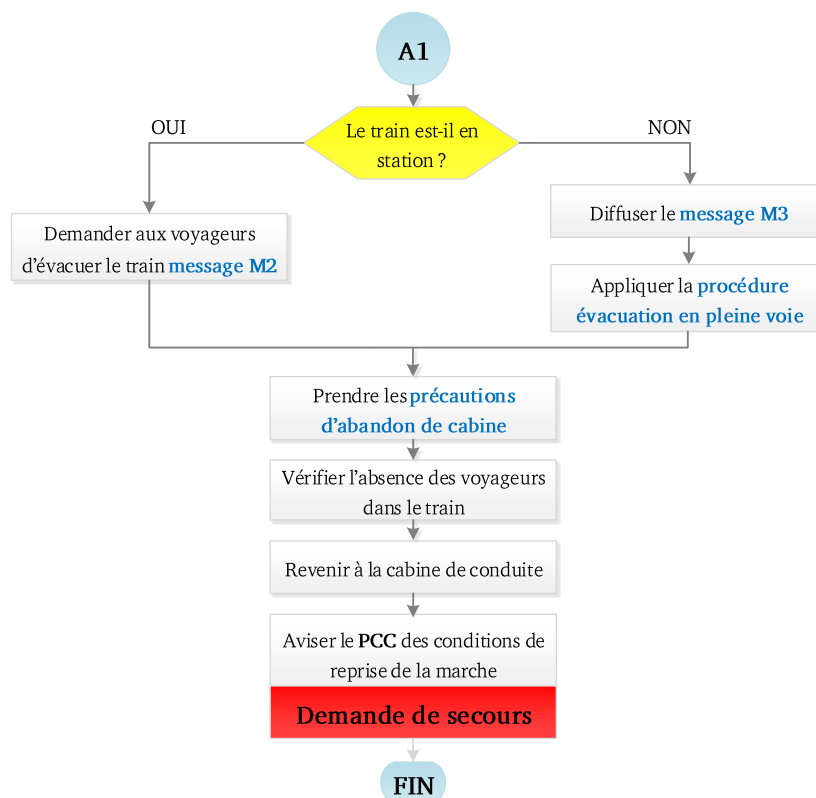 A1
Le train est-il en
station ?
OUI
NON
Demander aux voyageurs
d'évacuer le train message M2
Diffuser le message M3
Appliquer la procédure
évacuation en pleine voie
Prendre les précautions
d'abandon de cabine
Vérifier l'absence des voyageurs
dans le train
Revenir à la cabine de conduite
Aviser le PCC des conditions de
reprise de la marche
Demande de secours
FIN